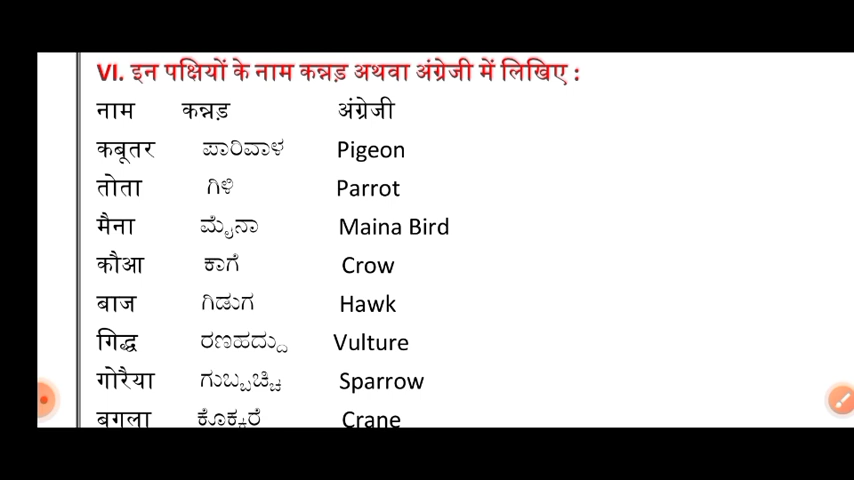 VI. इन पक्षियों के नाम कन्नड़ अथवा अंग्रेजी में लिखिए :
नाम कन्नड़ अंग्रेजी
कबूतर ಪಾರಿವಾಳ Pigeon
तोता ಗಿಳಿ Parrot
मैना ಮೈನಾ Maina Bird
कौआ ಕಾಗೆ Crow
बाज ಗಿಡುಗ Hawk
गिद्ध ರಣಹದ್ದು Vulture
गोरैया ಗುಬ್ಬಚ್ಚಿ Sparrow
बगुला ಕೊಕ್ಕರೆ Crane